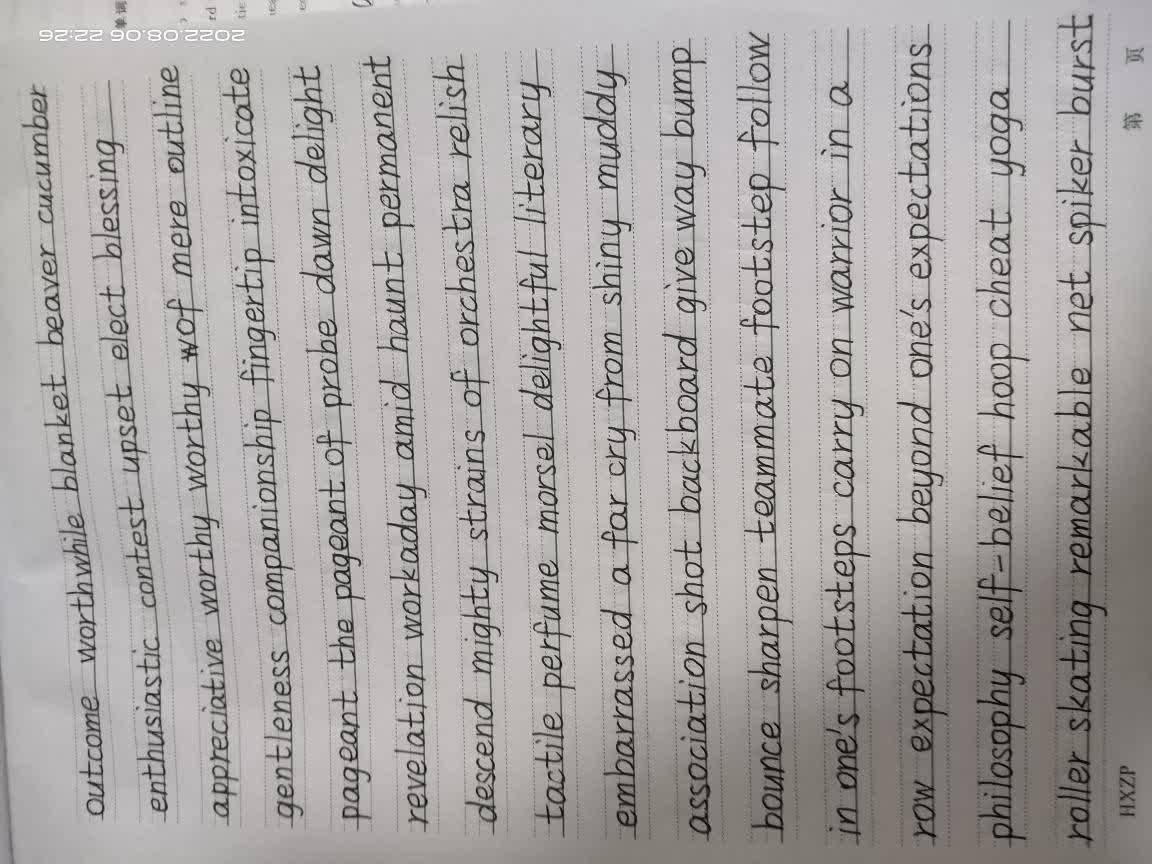 2022.08.06 22:26
outcome worthwhile blanket beaver cucumber
enthusiastic contest upset elect blessing
appreciative worthy worthy worthy wof mere outline
gentleness companionship fingertip intoxicate
pageant the pageant of probe dawn delight
revelation workaday amid haunt permanent
descend mighty strains of orchestra relish
tactile perfume morsel delightful literary
embarrassed a far cry from shiny muddy
association shot backboard give way bump
bounce sharpen teammate footstep follow
in one's footsteps carry on warrior in a
row expectation beyond one's expectations
philosophy self-belief hoop cheat yoga
roller skating remarkable net spiker burst
HXZP 第 页